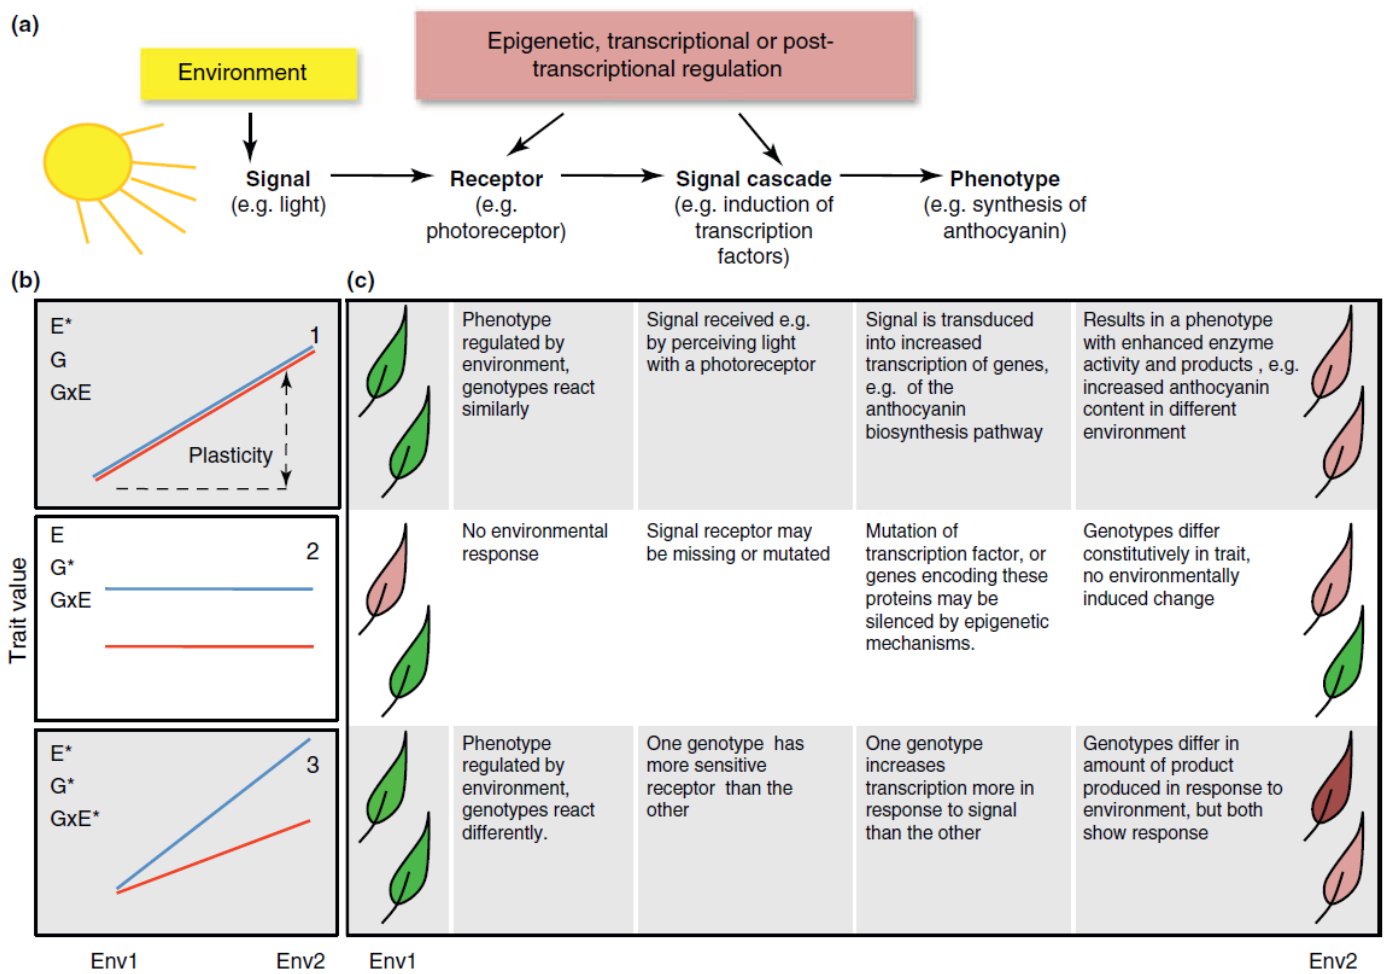 (a)
Environment
Epigenetic, transcriptional or post-
transcriptional regulation
Signal
(e.g. light)
Receptor
(e.g.
photoreceptor)
Signal cascade
(e.g. induction of
transcription
factors)
Phenotype
(e.g. synthesis of
anthocyanin)
(b)
E*
G
GxE
1
Plasticity
E
G*
GxE
2
E*
G*
GxE*
3
Trait value
Env1
Env2
(c)
Phenotype
regulated by
environment,
genotypes react
similarly
Signal received e.g.
by perceiving light
with a photoreceptor
Signal is transduced
into increased
transcription of genes,
e.g. of the
anthocyanin
biosynthesis pathway
Results in a phenotype
with enhanced enzyme
activity and products , e.g.
increased anthocyanin
content in different
environment
No environmental
response
Signal receptor may
be missing or mutated
Mutation of
transcription factor, or
genes encoding these
proteins may be
silenced by epigenetic
mechanisms.
Genotypes differ
constitutively in trait,
no environmentally
induced change
Phenotype
regulated by
environment,
genotypes react
differently.
One genotype has
more sensitive
receptor than the
other
One genotype
increases
transcription more in
response to signal
than the other
Genotypes differ in
amount of product
produced in response to
environment, but both
show response
Env1
Env2